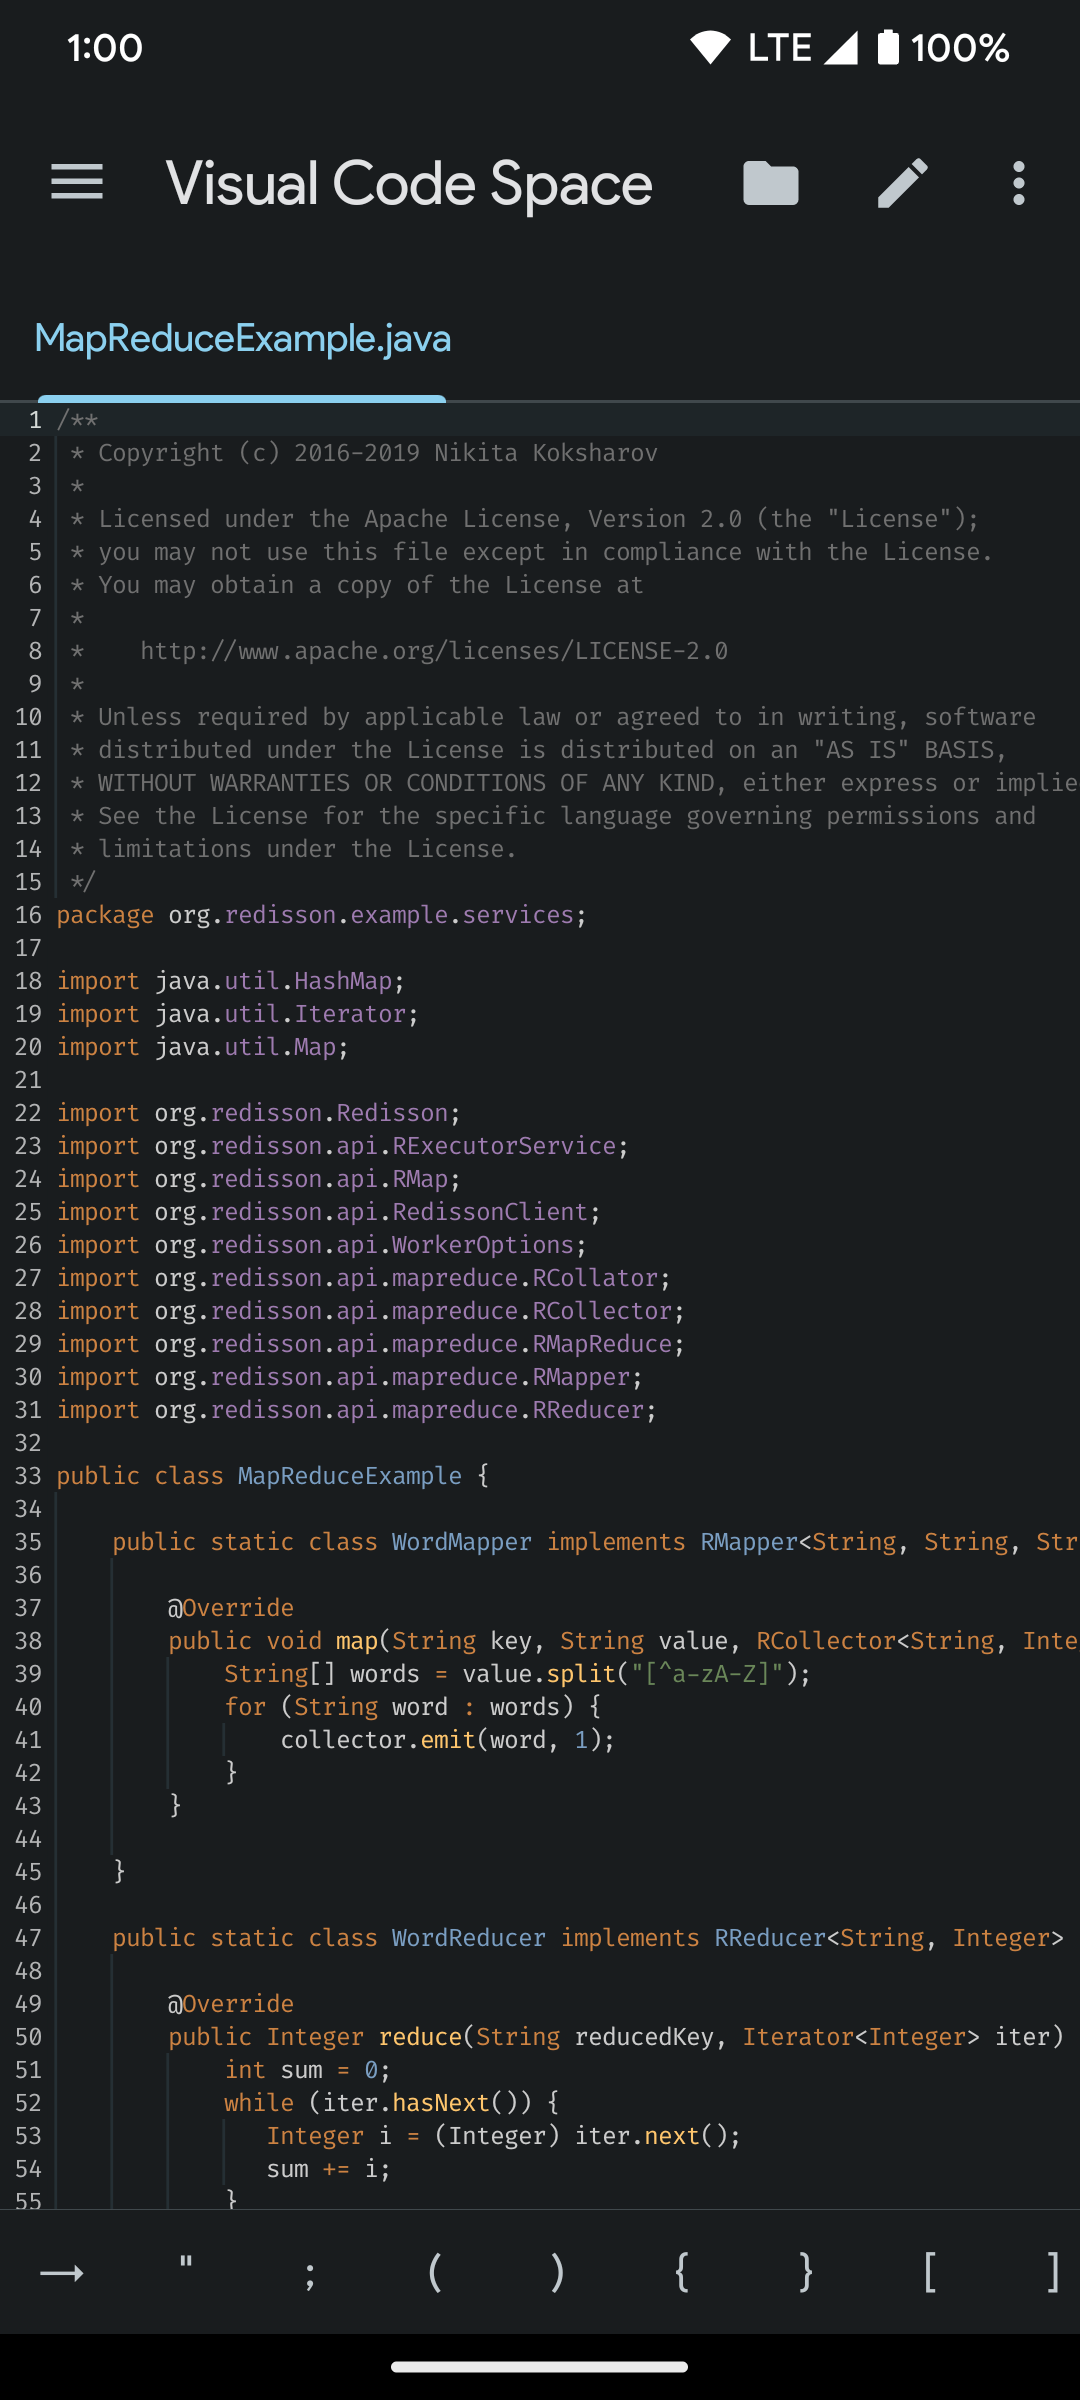 1:00 LTE 100%
Visual Code Space
MapReduceExample.java
1 /**
2 * Copyright (c) 2016-2019 Nikita Koksharov
3 *
4 * Licensed under the Apache License, Version 2.0 (the "License");
5 * you may not use this file except in compliance with the License.
6 * You may obtain a copy of the License at
7 *
8 *    http://www.apache.org/licenses/LICENSE-2.0
9 *
10 * Unless required by applicable law or agreed to in writing, software
11 * distributed under the License is distributed on an "AS IS" BASIS,
12 * WITHOUT WARRANTIES OR CONDITIONS OF ANY KIND, either express or implie
13 * See the License for the specific language governing permissions and
14 * limitations under the License.
15 */
16 package org.redisson.example.services;
17
18 import java.util.HashMap;
19 import java.util.Iterator;
20 import java.util.Map;
21
22 import org.redisson.Redisson;
23 import org.redisson.api.RExecutorService;
24 import org.redisson.api.RMap;
25 import org.redisson.api.RedissonClient;
26 import org.redisson.api.WorkerOptions;
27 import org.redisson.api.mapreduce.RCollator;
28 import org.redisson.api.mapreduce.RCollector;
29 import org.redisson.api.mapreduce.RMapReduce;
30 import org.redisson.api.mapreduce.RMapper;
31 import org.redisson.api.mapreduce.RReducer;
32
33 public class MapReduceExample {
34
35     public static class WordMapper implements RMapper<String, String, Str
36
37         @Override
38         public void map(String key, String value, RCollector<String, Inte
39             String[] words = value.split("[^a-zA-Z]");
40             for (String word : words) {
41                 collector.emit(word, 1);
42             }
43         }
44
45     }
46
47     public static class WordReducer implements RReducer<String, Integer>
48
49         @Override
50         public Integer reduce(String reducedKey, Iterator<Integer> iter)
51             int sum = 0;
52             while (iter.hasNext()) {
53                Integer i = (Integer) iter.next();
54                sum += i;
55             }
→ " ; ( ) { } [ ]